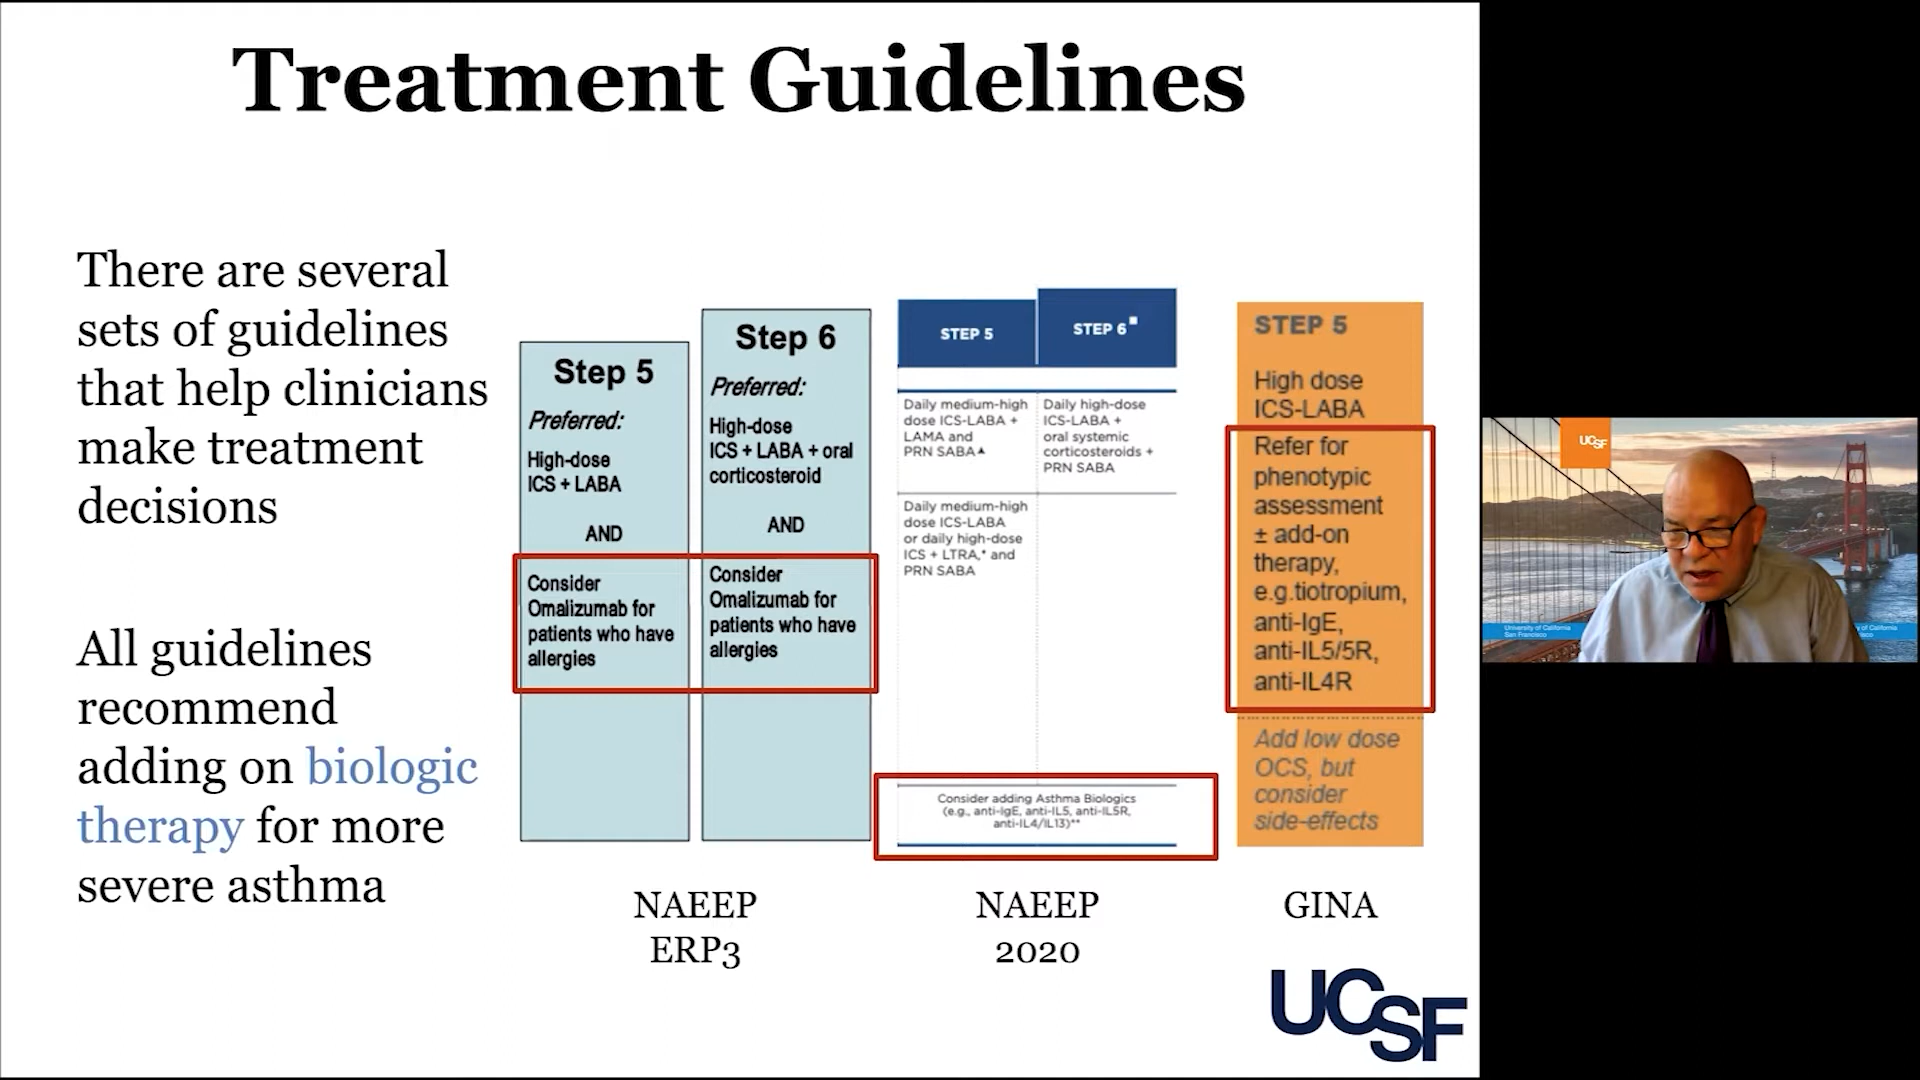 Treatment Guidelines
There are several
sets of guidelines
that help clinicians
make treatment
decisions
All guidelines
recommend
adding on biologic
therapy for more
severe asthma
Step 5
Preferred:
High-dose
ICS + LABA
AND
Consider
Omalizumab for
patients who have
allergies
Step 6
Preferred:
High-dose
ICS + LABA + oral
corticosteroid
AND
Consider
Omalizumab for
patients who have
allergies
NAEEP
ERP3
STEP 5
STEP 6■
Daily medium-high
dose ICS-LABA +
LAMA and
PRN SABA▲
Daily high-dose
ICS-LABA +
oral systemic
corticosteroids +
PRN SABA
Daily medium-high
dose ICS-LABA
or daily high-dose
ICS + LTRA,* and
PRN SABA
Consider adding Asthma Biologics
(e.g., anti-IgE, anti-IL5, anti-IL5R,
anti-IL4/IL13)**
NAEEP
2020
STEP 5
High dose
ICS-LABA
Refer for
phenotypic
assessment
± add-on
therapy,
e.g.tiotropium,
anti-IgE,
anti-IL5/5R,
anti-IL4R
Add low dose
OCS, but
consider
side-effects
GINA
UCSF
UCSF
University of California
San Francisco